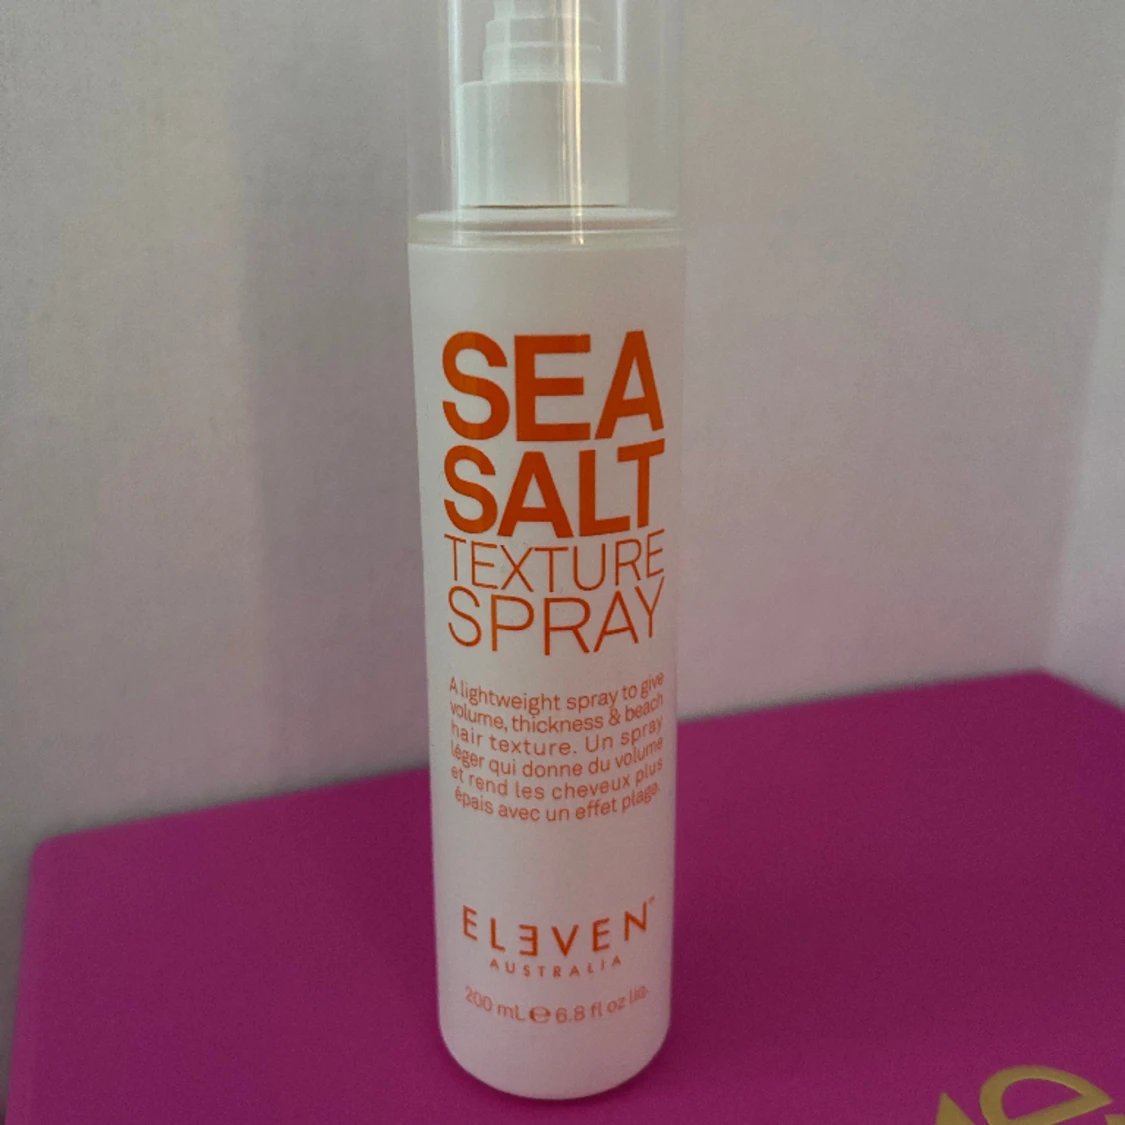 SEA
SALT
TEXTURE
SPRAY
A lightweight spray to give
volume, thickness & beach
hair texture. Un spray
léger qui donne du volume
et rend les cheveux plus
épais avec un effet plage.
ELƎVEN
AUSTRALIA
200 mL ℮ 6.8 fl oz liq.